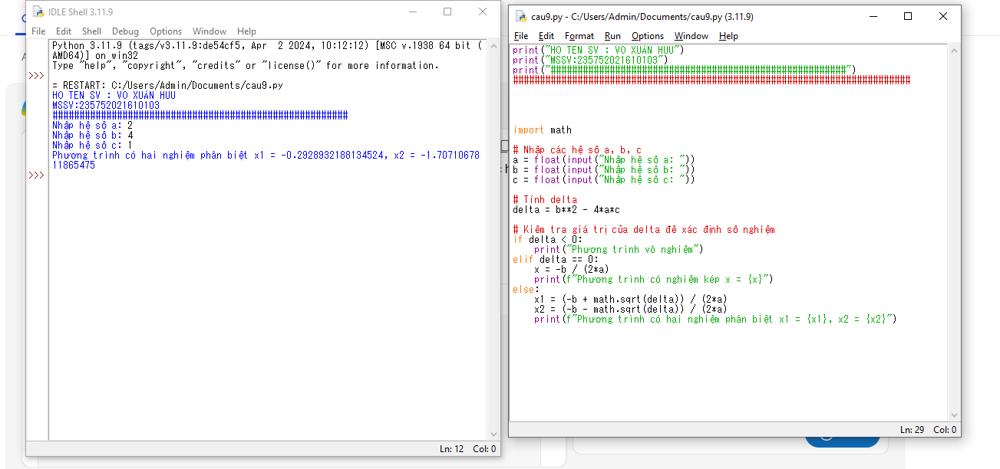 IDLE Shell 3.11.9
File Edit Shell Debug Options Window Help
Python 3.11.9 (tags/v3.11.9:de54cf5, Apr  2 2024, 10:12:12) [MSC v.1938 64 bit (
AMD64)] on win32
Type "help", "copyright", "credits" or "license()" for more information.
>>>
= RESTART: C:/Users/Admin/Documents/cau9.py
HO TEN SV : VO XUÂN HUU
MSSV:235752021610103
#######################################################
Nhập hệ số a: 2
Nhập hệ số b: 4
Nhập hệ số c: 1
Phương trình có hai nghiệm phân biệt x1 = -0.2928932188134524, x2 = -1.70710678
11865475
>>>
Ln: 12 Col: 0
cau9.py - C:/Users/Admin/Documents/cau9.py (3.11.9)
File Edit Format Run Options Window Help
print("HO TEN SV : VO XUÂN HUU")
print("MSSV:235752021610103")
print("#######################################################")
##########################################################################
import math
# Nhập các hệ số a, b, c
a = float(input("Nhập hệ số a: "))
b = float(input("Nhập hệ số b: "))
c = float(input("Nhập hệ số c: "))
# Tính delta
delta = b**2 - 4*a*c
# Kiểm tra giá trị của delta để xác định số nghiệm
if delta < 0:
    print("Phương trình vô nghiệm")
elif delta == 0:
    x = -b / (2*a)
    print(f"Phương trình có nghiệm kép x = {x}")
else:
    x1 = (-b + math.sqrt(delta)) / (2*a)
    x2 = (-b - math.sqrt(delta)) / (2*a)
    print(f"Phương trình có hai nghiệm phân biệt x1 = {x1}, x2 = {x2}")
Ln: 29 Col: 0